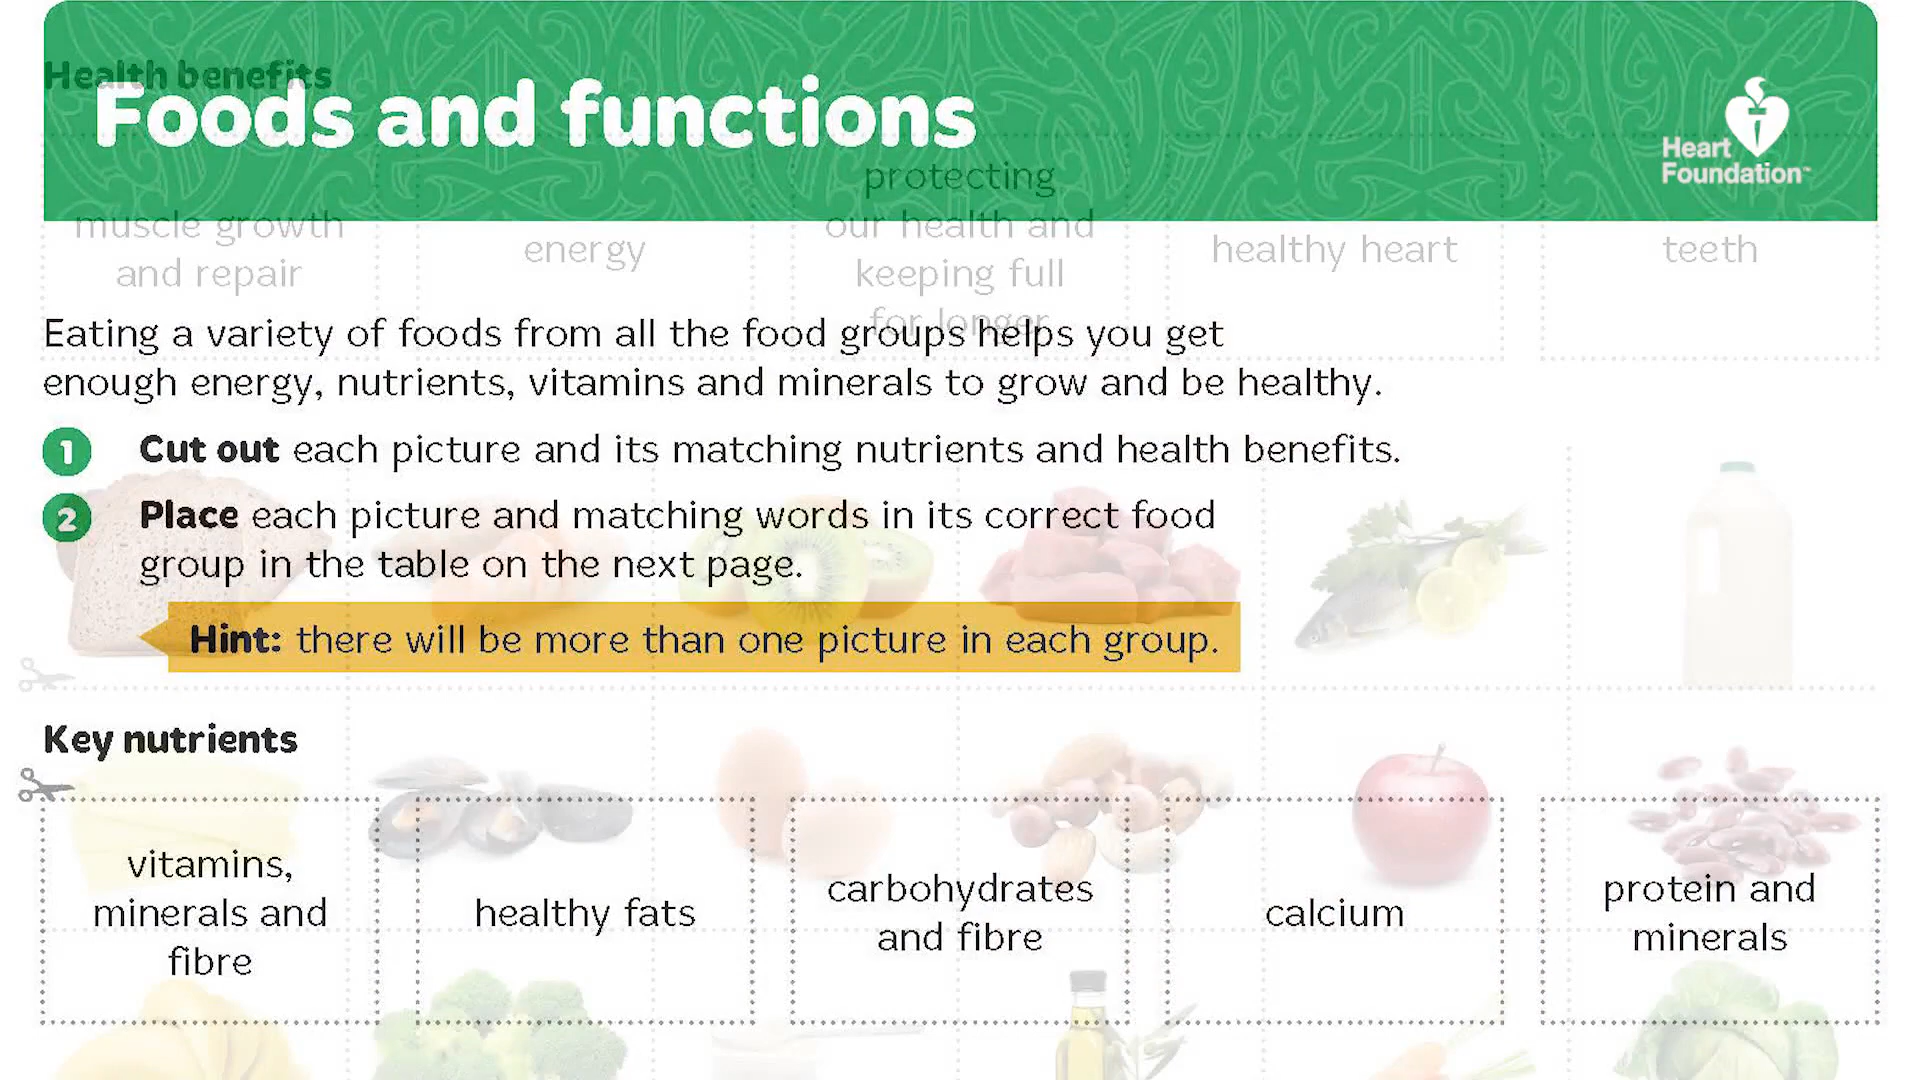 Health benefits
Foods and functions
Heart
Foundation™
protecting
muscle growth
and repair
energy
our health and
keeping full
for longer
healthy heart
teeth
Eating a variety of foods from all the food groups helps you get
enough energy, nutrients, vitamins and minerals to grow and be healthy.
1 Cut out each picture and its matching nutrients and health benefits.
2 Place each picture and matching words in its correct food
group in the table on the next page.
Hint: there will be more than one picture in each group.
Key nutrients
vitamins,
minerals and
fibre
healthy fats
carbohydrates
and fibre
calcium
protein and
minerals